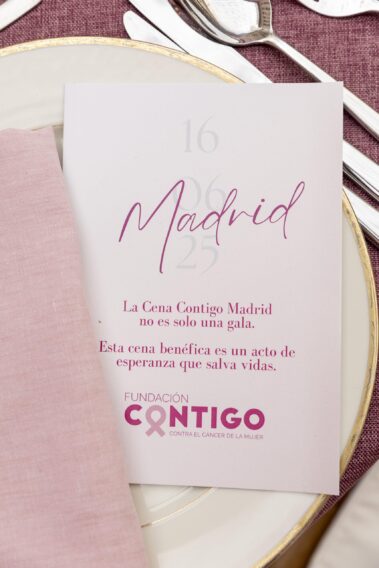 16
06
Madrid
25
La Cena Contigo Madrid
no es solo una gala.
Esta cena benéfica es un acto de
esperanza que salva vidas.
FUNDACIÓN
CONTIGO
CONTRA EL CÁNCER DE LA MUJER